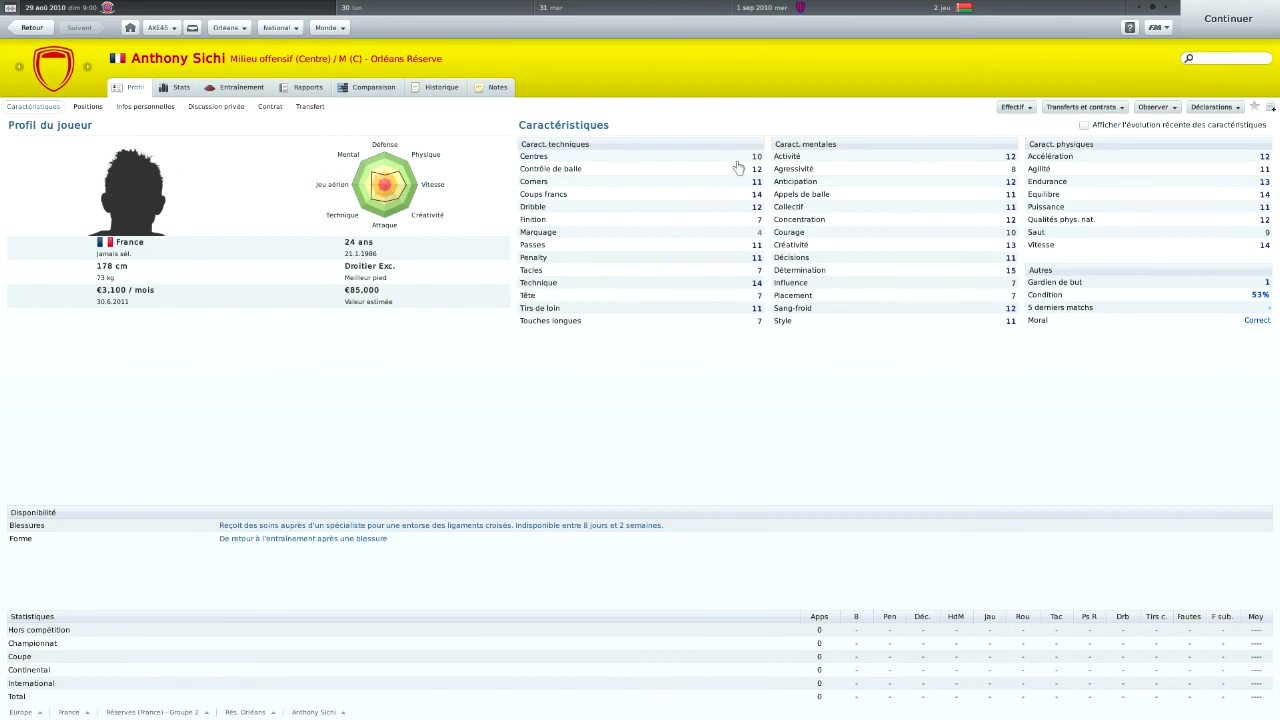 29 aoû 2010 dim 9:00
30 lun
31 mar
1 sep 2010 mer
2 jeu
Retour
Suivant
AXE45
Orléans
National
Monde
?
FM
Continuer
Anthony Sichi Milieu offensif (Centre) / M (C) - Orléans Réserve
Profil
Stats
Entraînement
Rapports
Comparaison
Historique
Notes
Caractéristiques
Positions
Infos personnelles
Discussion privée
Contrat
Transfert
Effectif
Transferts et contrats
Observer
Déclarations
Profil du joueur
Défense
Mental
Physique
Jeu aérien
Vitesse
Technique
Créativité
Attaque
France
Jamais sél.
24 ans
21.1.1986
178 cm
73 kg
Droitier Exc.
Meilleur pied
€3,100 / mois
30.6.2011
€85,000
Valeur estimée
Caractéristiques
Afficher l'évolution récente des caractéristiques
Caract. techniques
Centres 10
Contrôle de balle 12
Corners 11
Coups francs 14
Dribble 12
Finition 7
Marquage 4
Passes 11
Penalty 11
Tacles 7
Technique 14
Tête 7
Tirs de loin 11
Touches longues 7
Caract. mentales
Activité 12
Agressivité 8
Anticipation 12
Appels de balle 11
Collectif 11
Concentration 12
Courage 10
Créativité 13
Décisions 11
Détermination 15
Influence 7
Placement 7
Sang-froid 12
Style 11
Caract. physiques
Accélération 12
Agilité 11
Endurance 13
Equilibre 14
Puissance 11
Qualités phys. nat. 12
Saut 9
Vitesse 14
Autres
Gardien de but 1
Condition 53%
5 derniers matchs -
Moral Correct
Disponibilité
Blessures Reçoit des soins auprès d'un spécialiste pour une entorse des ligaments croisés. Indisponible entre 8 jours et 2 semaines.
Forme De retour à l'entraînement après une blessure
Statistiques Apps B Pen Déc. HdM Jau Rou Tac Ps R Drb Tirs c. Fautes F sub. Moy
Hors compétition 0 - - - - - - - - - - - - ----
Championnat 0 - - - - - - - - - - - - ----
Coupe 0 - - - - - - - - - - - - ----
Continental 0 - - - - - - - - - - - - ----
International 0 - - - - - - - - - - - - ----
Total 0 - - - - - - - - - - - - ----
Europe France Réserves (France) - Groupe 2 Rés. Orléans Anthony Sichi